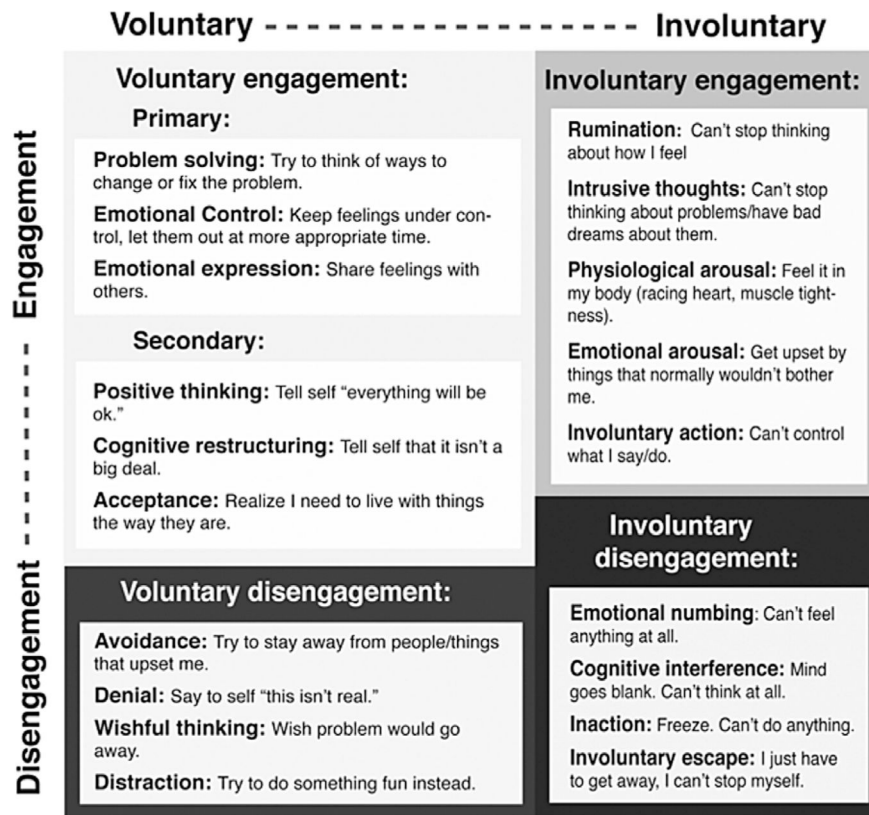 Voluntary - - - - - - - - - - - - - - - Involuntary
Engagement - - - - - - - Disengagement
Voluntary engagement:
Primary:
Problem solving: Try to think of ways to
change or fix the problem.
Emotional Control: Keep feelings under con-
trol, let them out at more appropriate time.
Emotional expression: Share feelings with
others.
Secondary:
Positive thinking: Tell self “everything will be
ok.”
Cognitive restructuring: Tell self that it isn’t a
big deal.
Acceptance: Realize I need to live with things
the way they are.
Involuntary engagement:
Rumination: Can’t stop thinking
about how I feel
Intrusive thoughts: Can’t stop
thinking about problems/have bad
dreams about them.
Physiological arousal: Feel it in
my body (racing heart, muscle tight-
ness).
Emotional arousal: Get upset by
things that normally wouldn’t bother
me.
Involuntary action: Can’t control
what I say/do.
Voluntary disengagement:
Avoidance: Try to stay away from people/things
that upset me.
Denial: Say to self “this isn’t real.”
Wishful thinking: Wish problem would go
away.
Distraction: Try to do something fun instead.
Involuntary
disengagement:
Emotional numbing: Can’t feel
anything at all.
Cognitive interference: Mind
goes blank. Can’t think at all.
Inaction: Freeze. Can’t do anything.
Involuntary escape: I just have
to get away, I can’t stop myself.